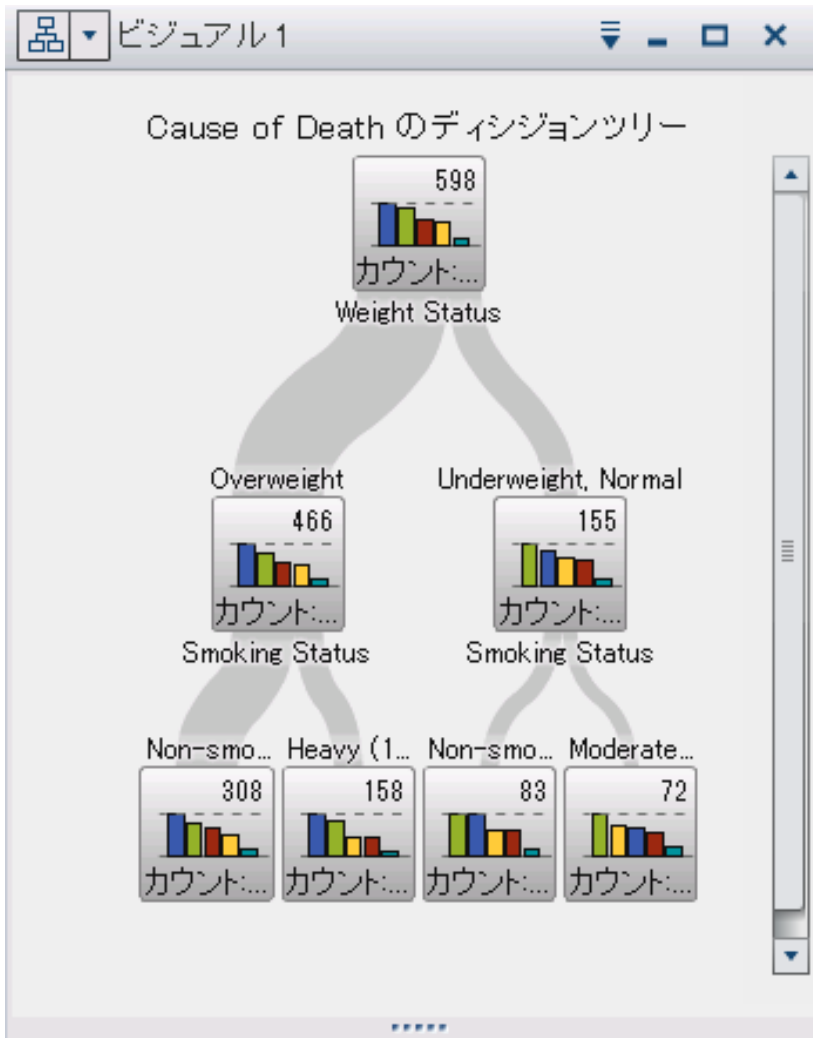 ビジュアル 1
Cause of Death のディシジョンツリー
598
カウント:...
Weight Status
Overweight
Underweight, Normal
466
155
カウント:...
カウント:...
Smoking Status
Smoking Status
Non-smo...
Heavy (1...
Non-smo...
Moderate...
308
158
83
72
カウント:...
カウント:...
カウント:...
カウント:...